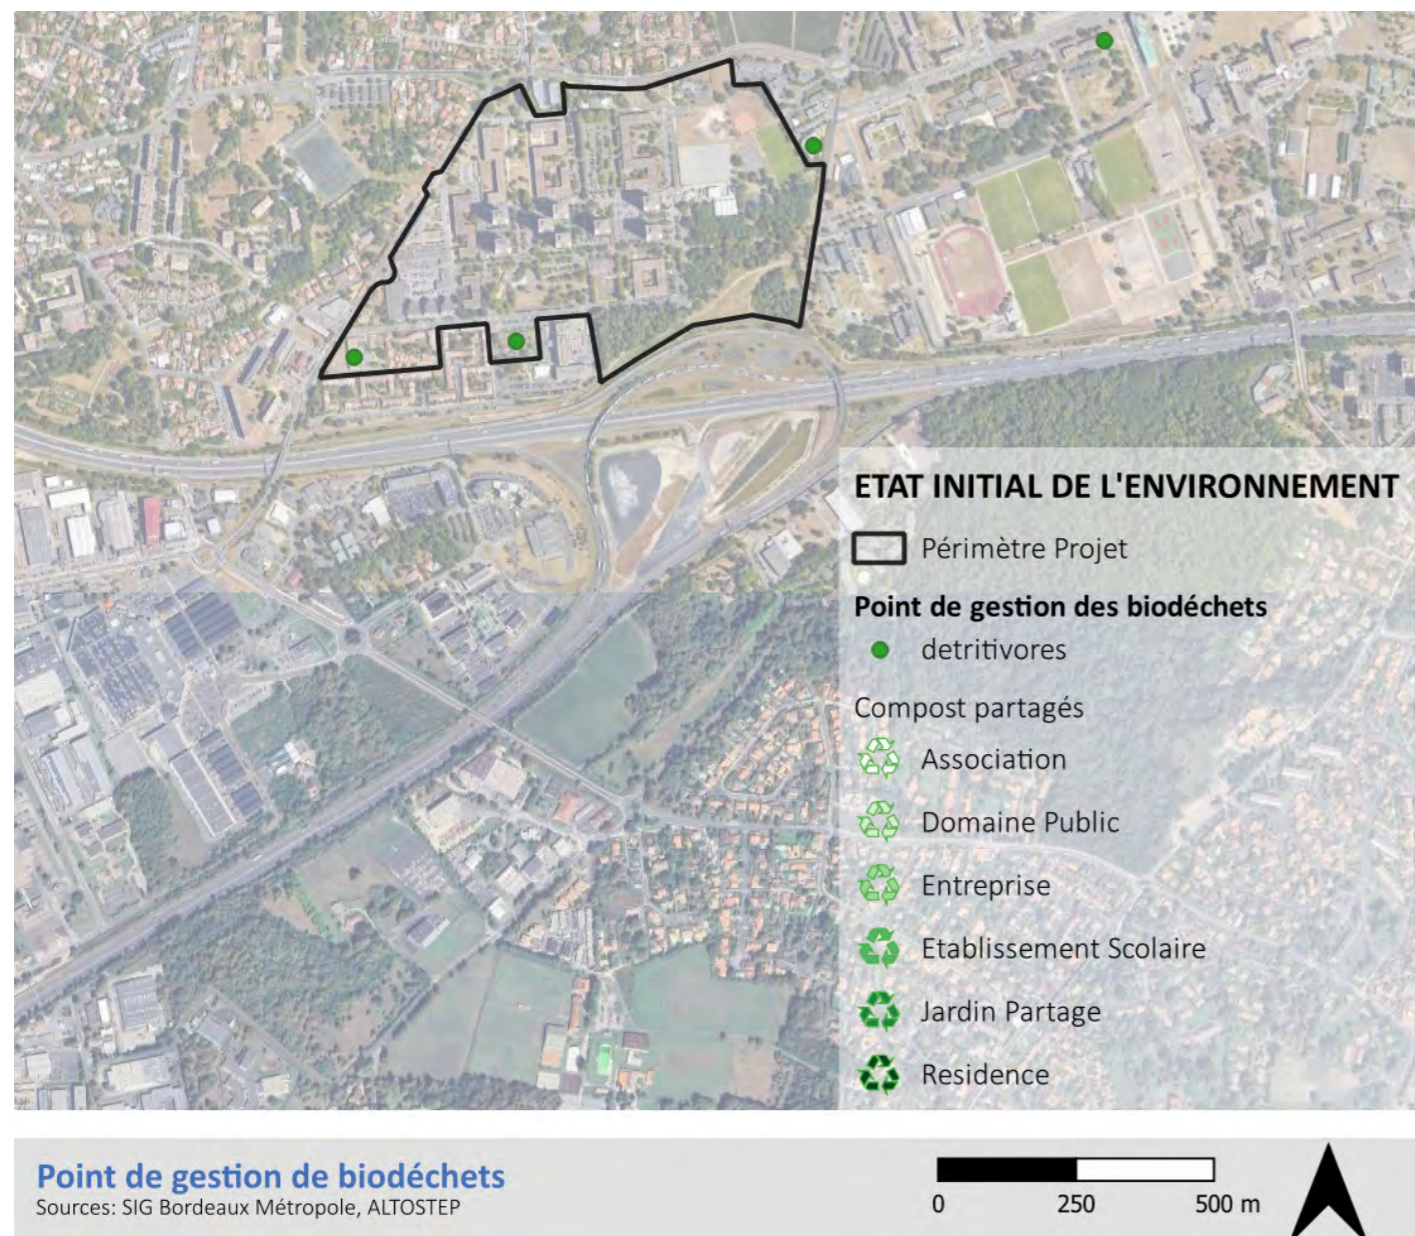 ETAT INITIAL DE L'ENVIRONNEMENT
Périmètre Projet
Point de gestion des biodéchets
detritivores
Compost partagés
Association
Domaine Public
Entreprise
Etablissement Scolaire
Jardin Partage
Residence
Point de gestion de biodéchets
Sources: SIG Bordeaux Métropole, ALTOSTEP
0 250 500 m